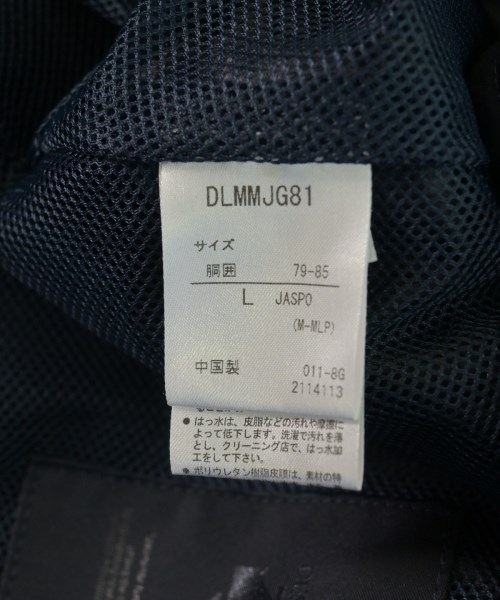 DLMMJG81
サイズ
胴囲 79-85
L JASPO
(M-MLP)
中国製 011-8G
2114113
● はっ水は、皮脂などの汚れや摩擦に
よって低下します。洗濯で汚れを落
とし、クリーニング店で、はっ水加
工をして下さい。
● ポリウレタン樹脂皮膜は、素材の特